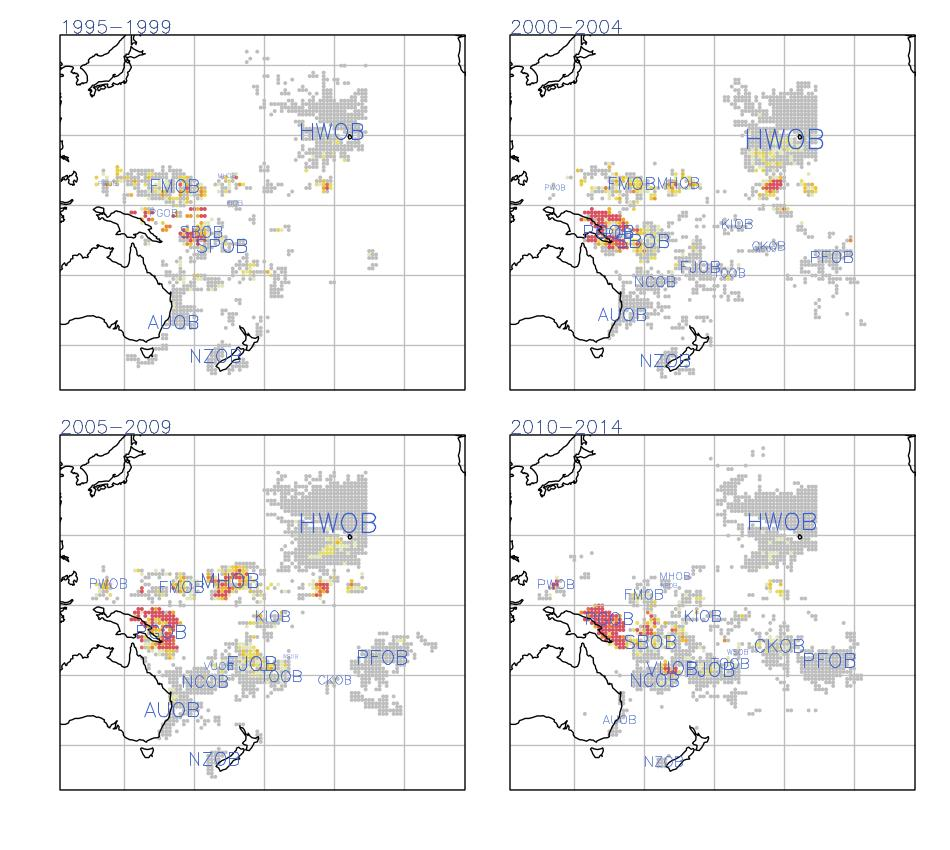 1995-1999
HWOB
FMOB
SPOB
AUOB
NZOB
2000-2004
HWOB
PWOB
FMOB MHOB
KIOB
CKOB
PFOB
FJOB
NCOB
AUOB
NZOB
2005-2009
HWOB
PWOB
FMOB
MHOB
KIOB
FJOB
TOOB
PFOB
CKOB
NCOB
AUOB
NZOB
2010-2014
HWOB
PWOB
MHOB
FMOB
KIOB
SBOB
CKOB
PFOB
VUOB
FJOB
TOOB
NCOB
AUOB
NZOB